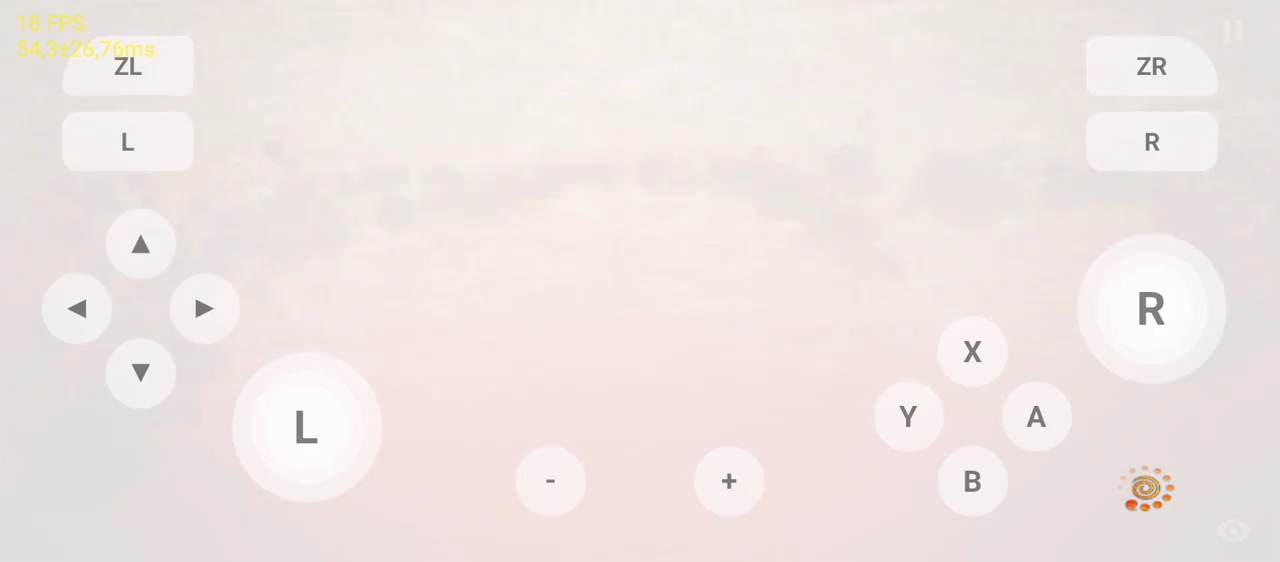 18 FPS
54,3±26,76ms
ZL
ZR
L
R
▲
◀
▶
▼
R
X
L
Y
A
-
+
B